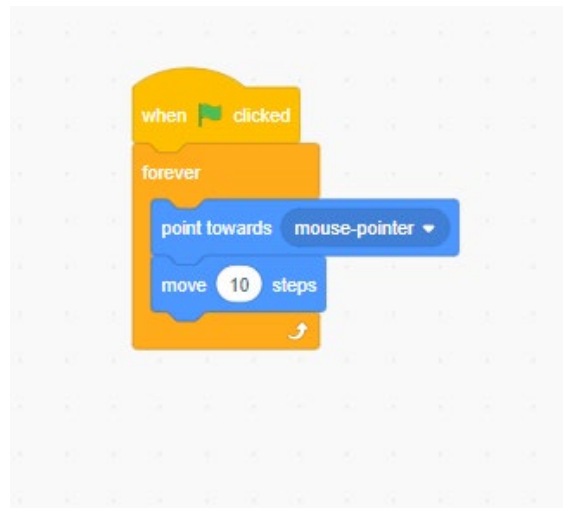 when clicked
forever
point towards mouse-pointer
move 10 steps